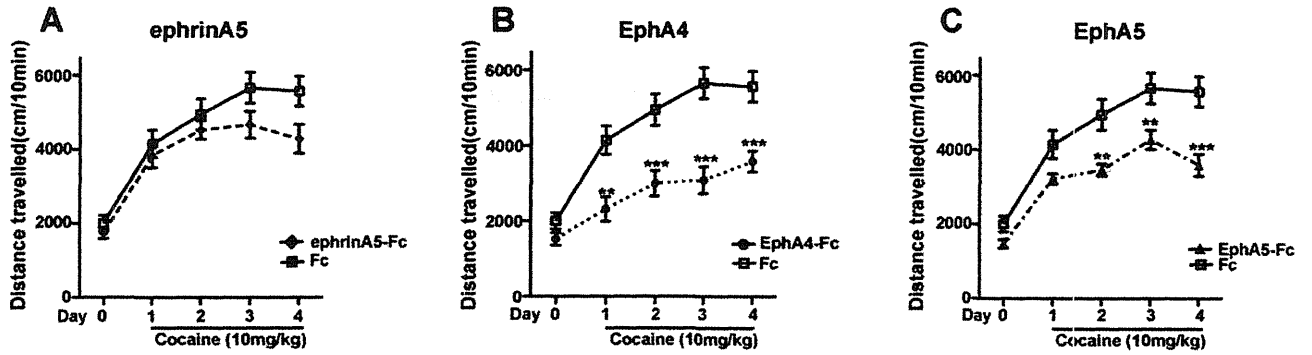 A
ephrinA5
Distance travelled(cm/10min)
6000
4000
2000
0
ephrinA5-Fc
Fc
Day 0 1 2 3 4
Cocaine (10mg/kg)
B
EphA4
Distance travelled(cm/10min)
6000
4000
2000
0
**
***
***
***
EphA4-Fc
Fc
Day 0 1 2 3 4
Cocaine (10mg/kg)
C
EphA5
Distance travelled(cm/10min)
6000
4000
2000
0
**
**
***
EphA5-Fc
Fc
Day 0 1 2 3 4
Cocaine (10mg/kg)